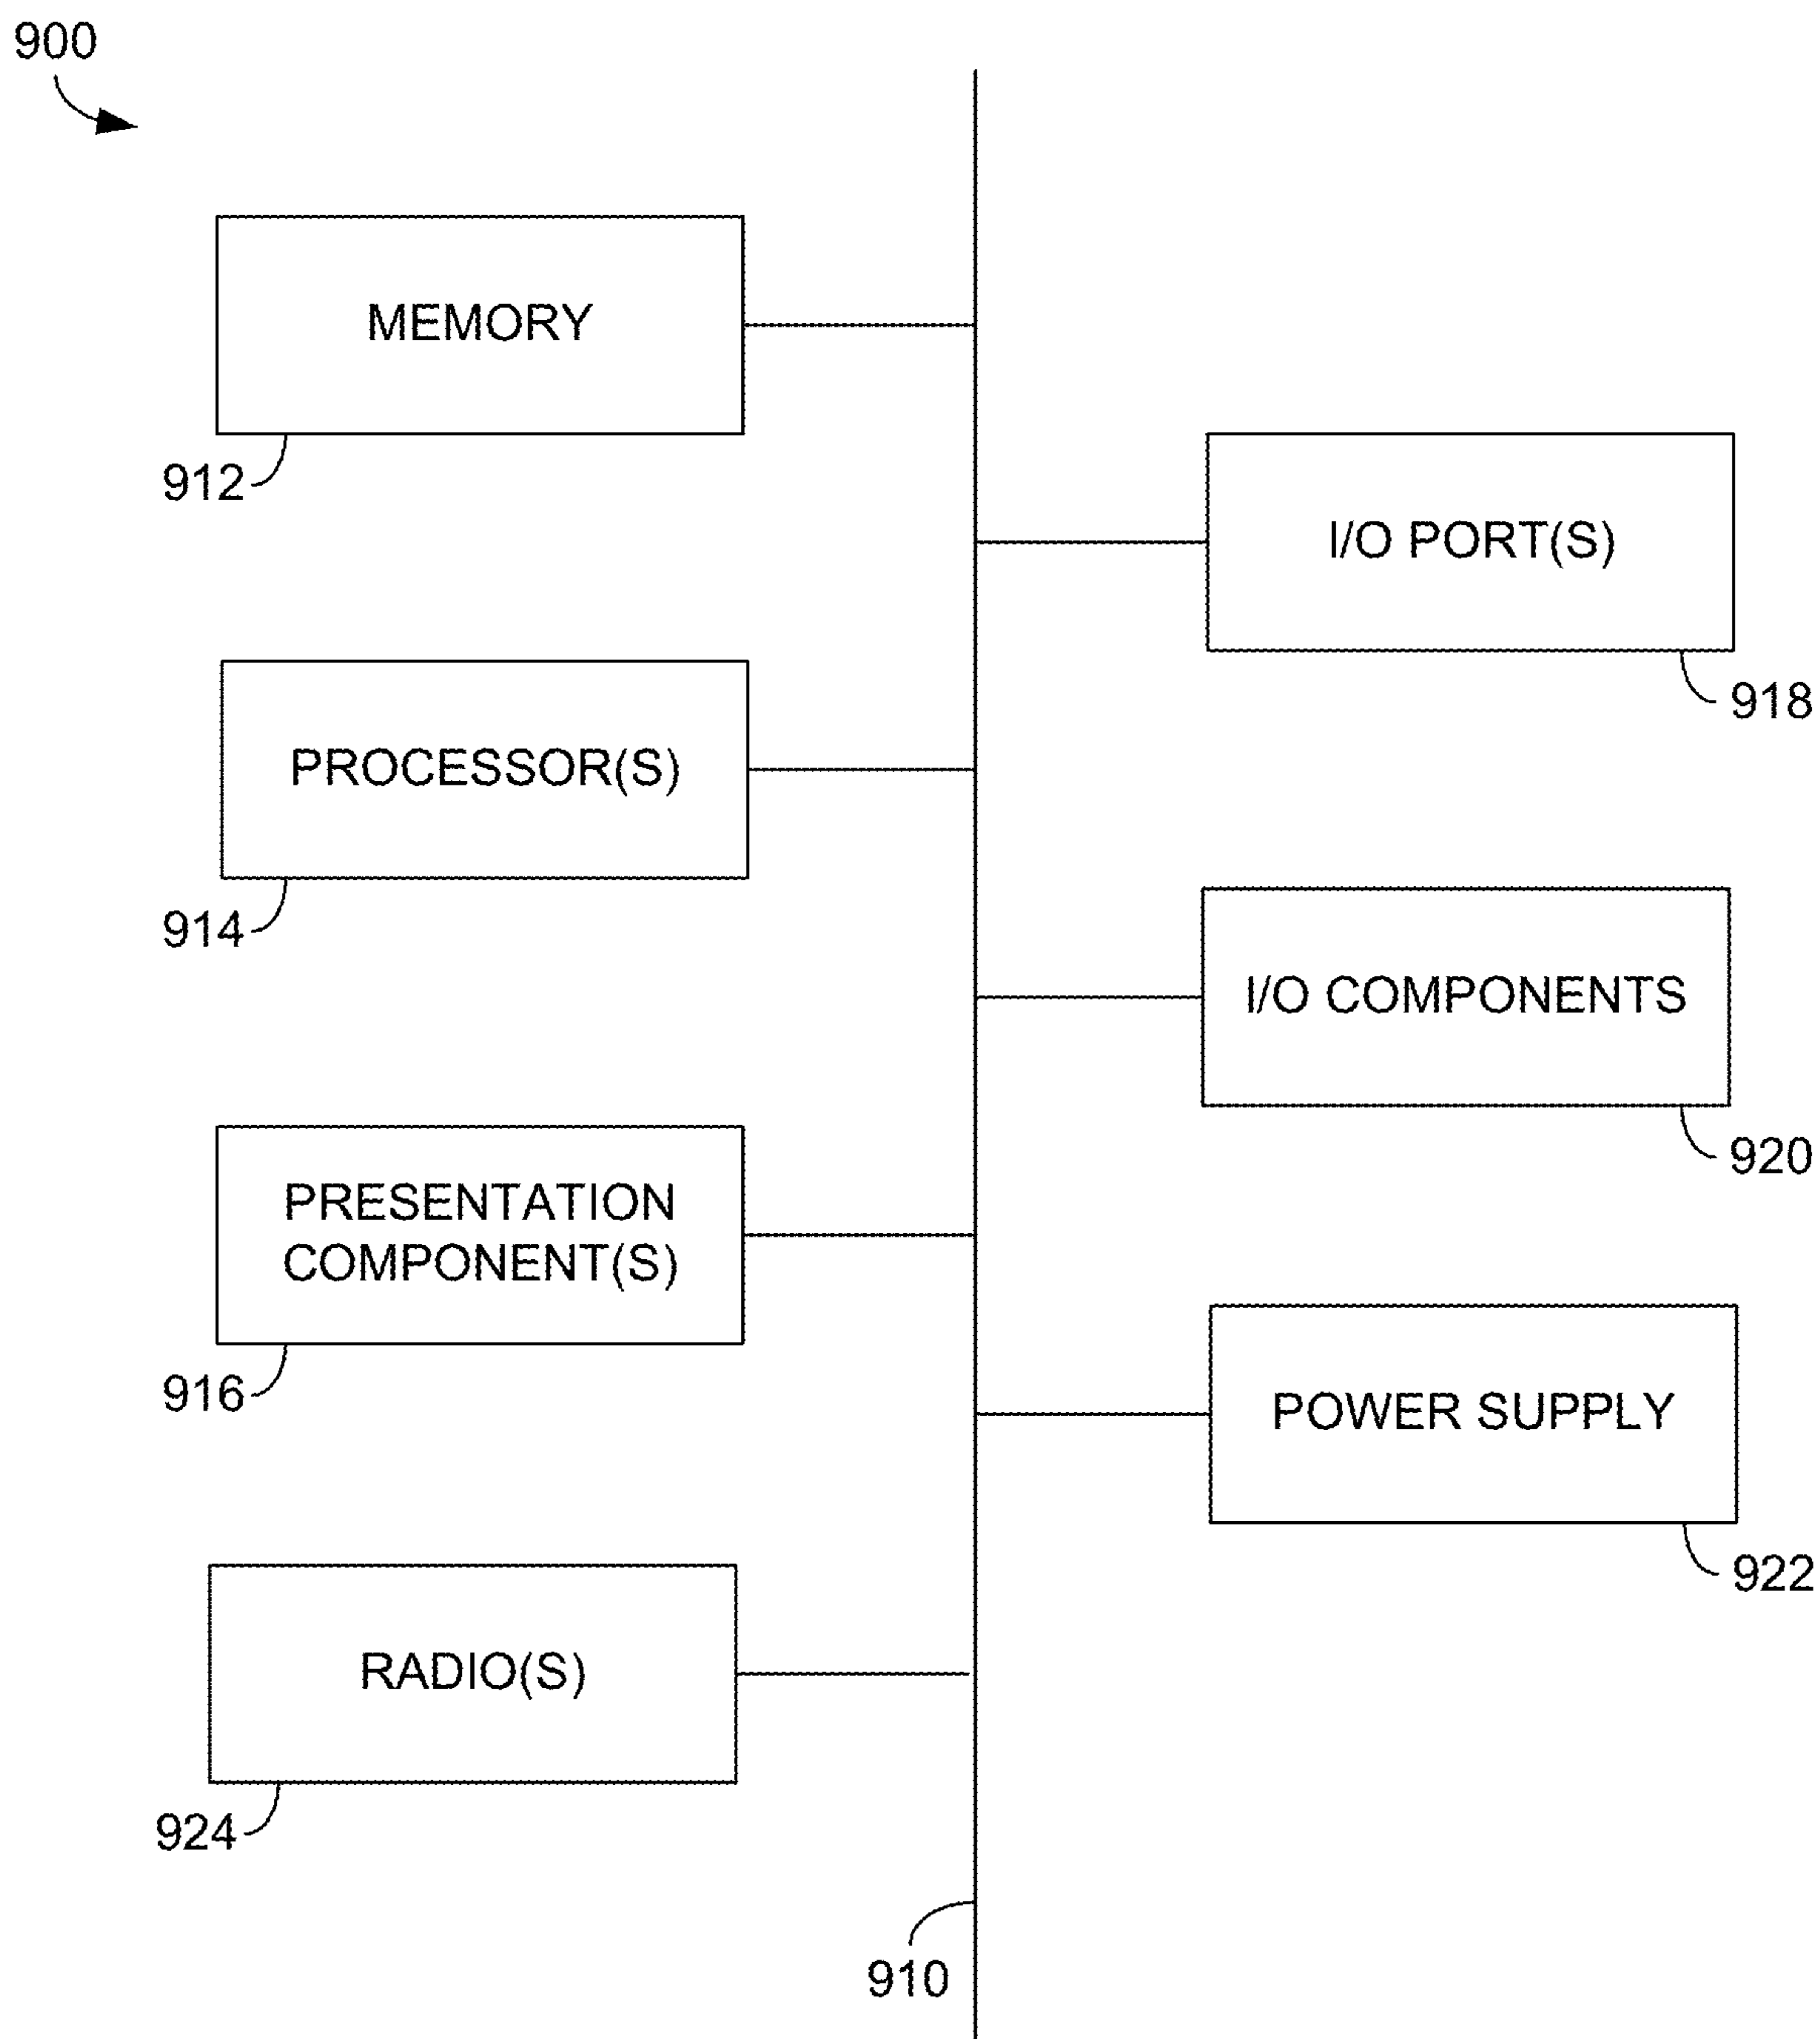 900
MEMORY
912
I/O PORT(S)
918
PROCESSOR(S)
914
I/O COMPONENTS
920
PRESENTATION
COMPONENT(S)
916
POWER SUPPLY
922
RADIO(S)
924
910